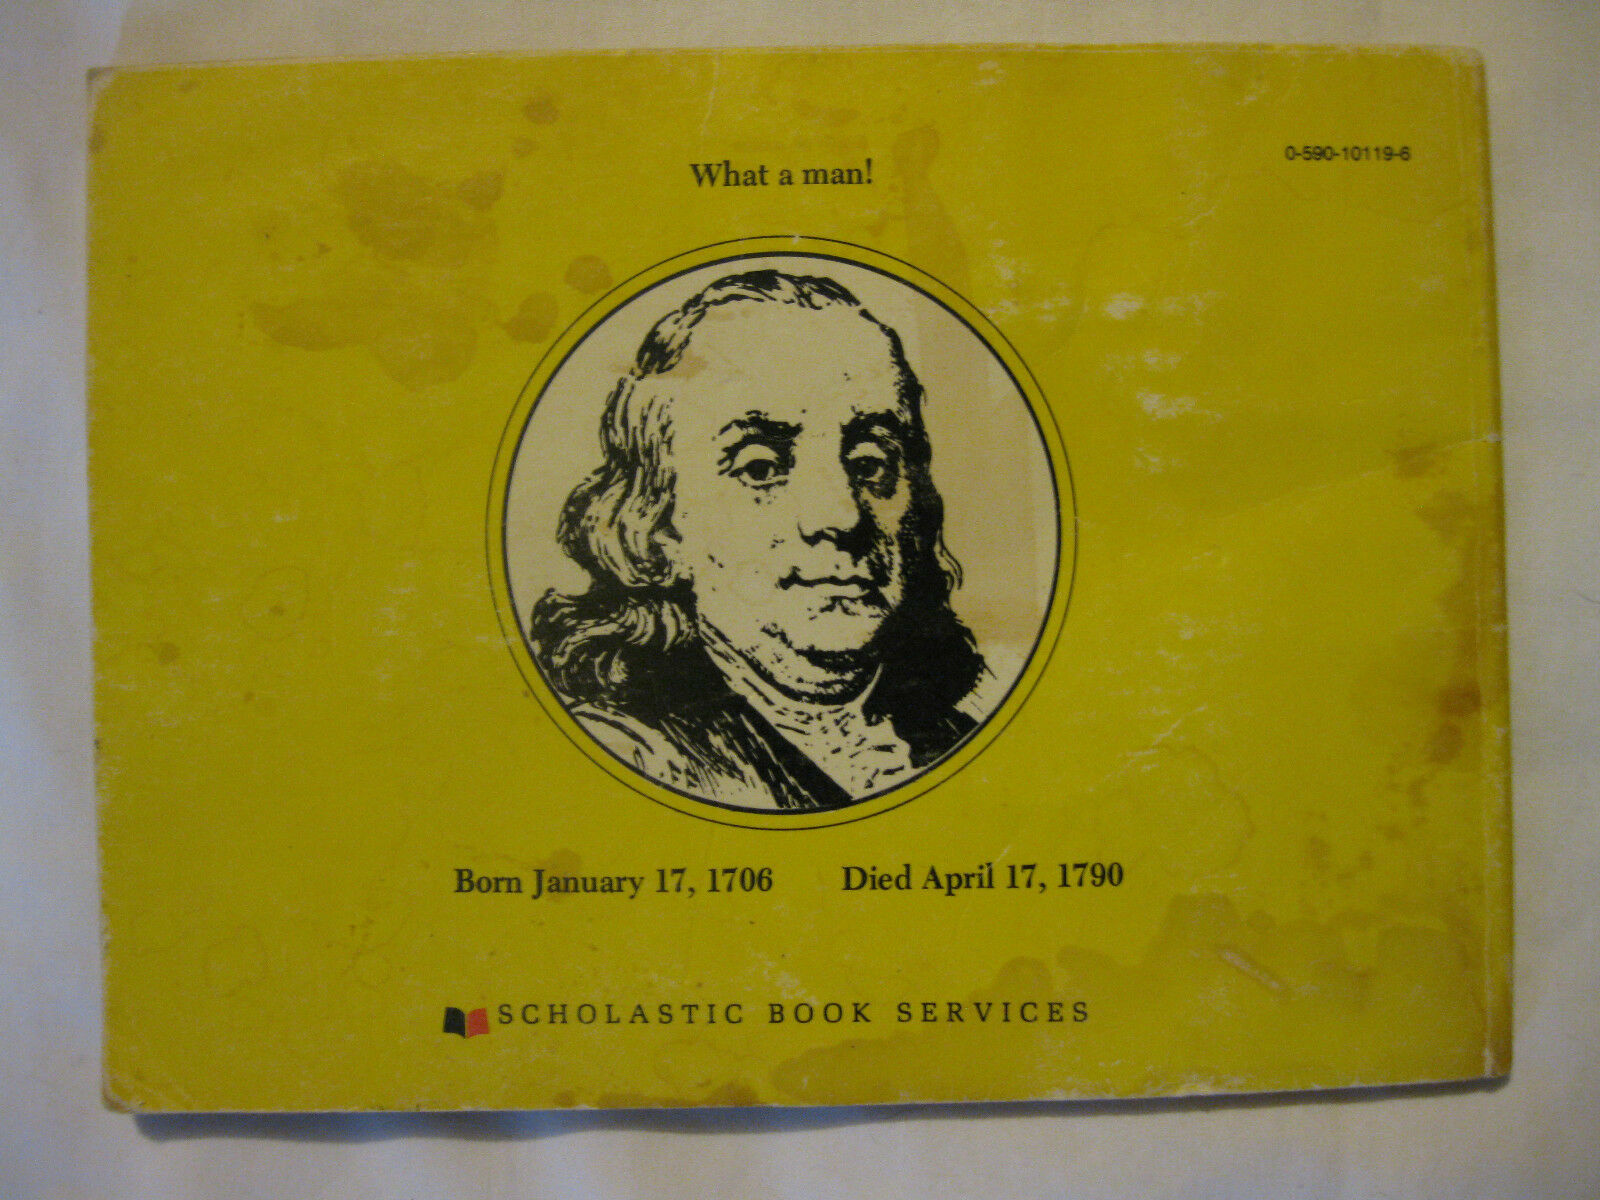 0-590-10119-6
What a man!
Born January 17, 1706 Died April 17, 1790
SCHOLASTIC BOOK SERVICES